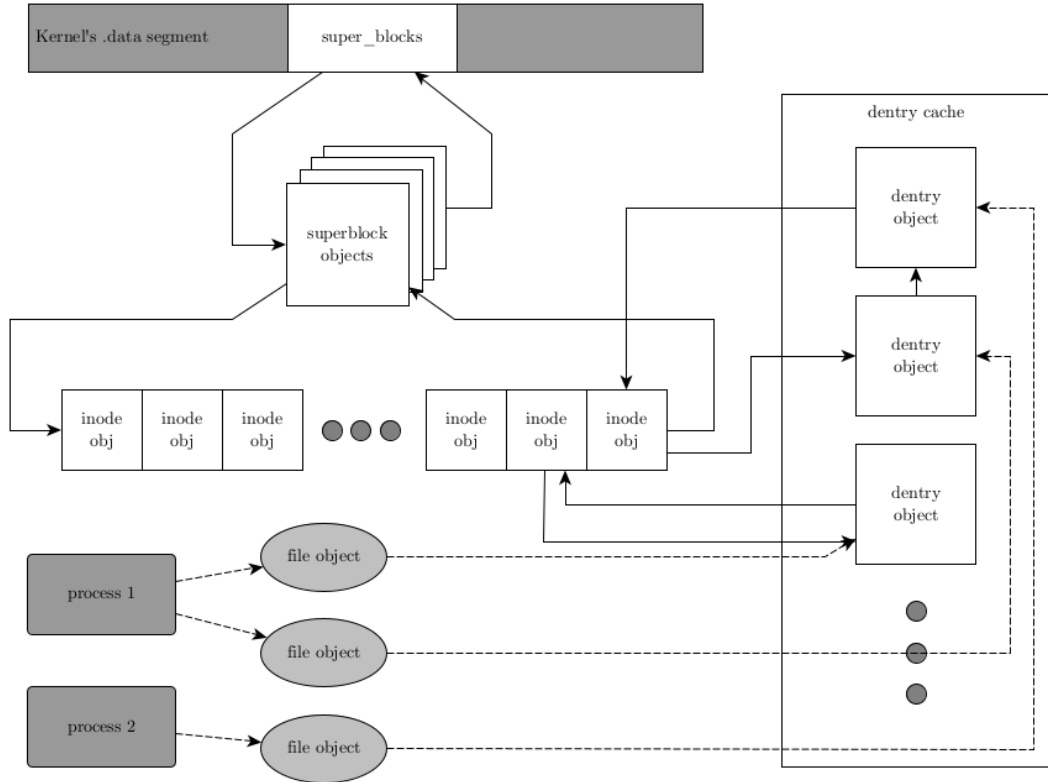 Kernel's .data segment
super_blocks
dentry cache
dentry
object
superblock
objects
dentry
object
inode
obj
inode
obj
inode
obj
inode
obj
inode
obj
inode
obj
dentry
object
file object
process 1
file object
process 2
file object